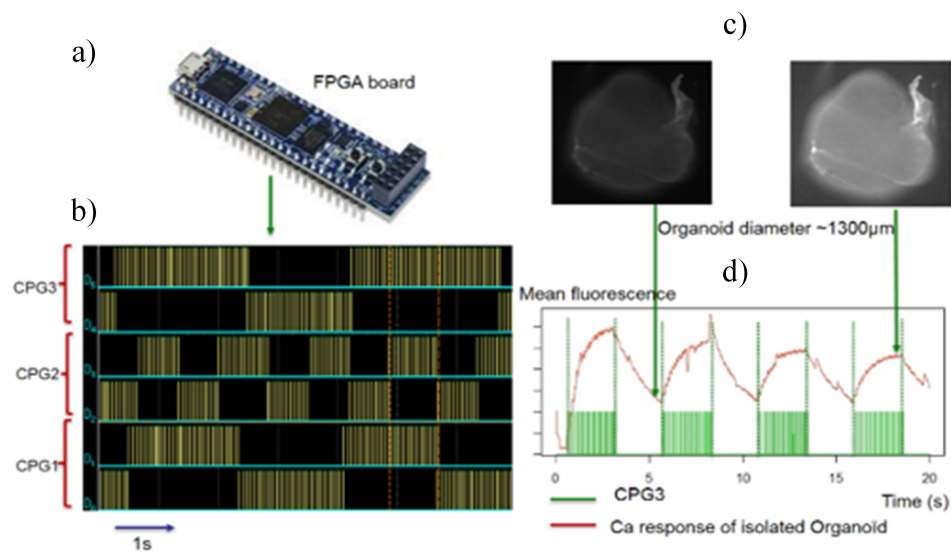 a)
FPGA board
b)
CPG3
CPG2
CPG1
1s
c)
Organoid diameter ~1300µm
d)
Mean fluorescence
0
5
10
15
20
Time (s)
CPG3
Ca response of isolated Organoïd